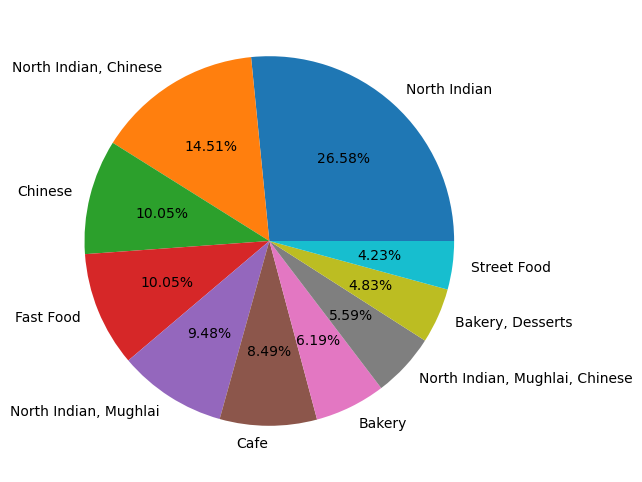 North Indian, Chinese
North Indian
14.51%
26.58%
Chinese
10.05%
Fast Food
10.05%
North Indian, Mughlai
9.48%
Cafe
8.49%
Bakery
6.19%
North Indian, Mughlai, Chinese
5.59%
Bakery, Desserts
4.83%
Street Food
4.23%